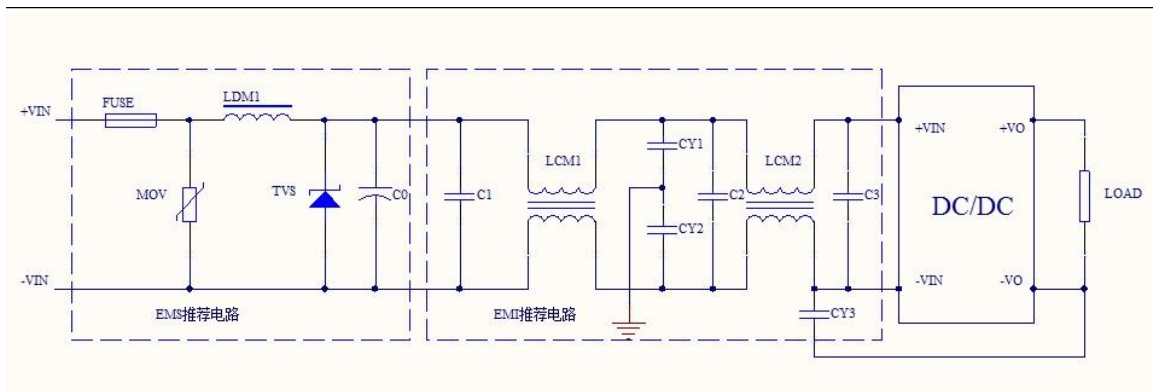 FUSE
LDM1
+VIN
MOV
TVS
C0
-VIN
EMS推荐电路
C1
LCM1
CY1
CY2
C2
LCM2
C3
EMI推荐电路
CY3
+VIN
+VO
DC/DC
-VIN
-VO
LOAD